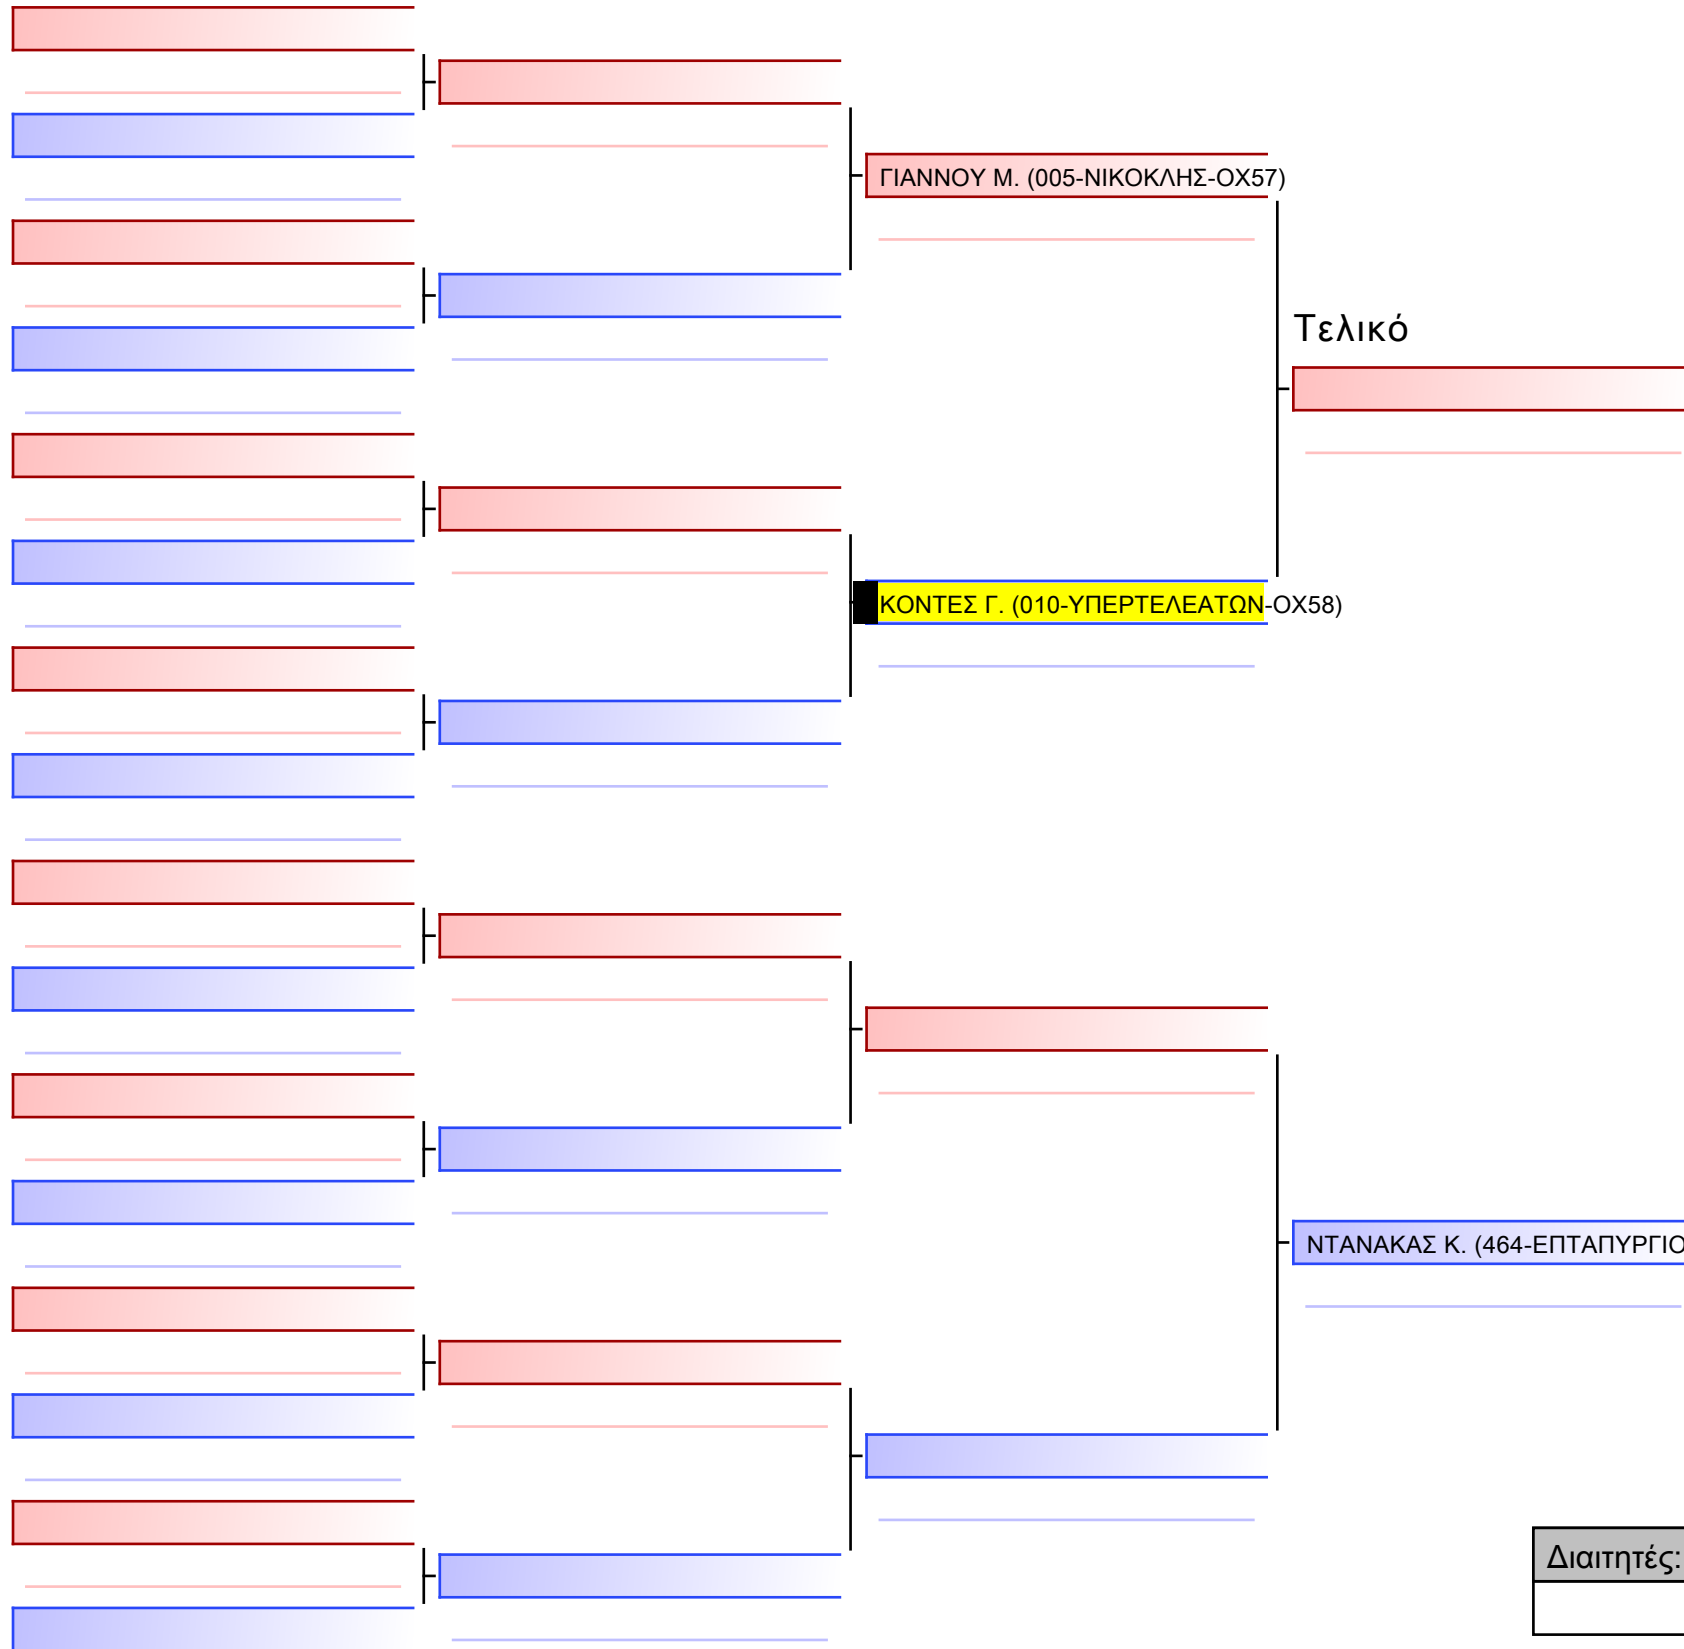 ΓΙΑΝΝΟΥ Μ. (005-ΝΙΚΟΚΛΗΣ-ΟΧ57)
Τελικό
ΚΟΝΤΕΣ Γ. (010-ΥΠΕΡΤΕΛΕΑΤΩΝ-ΟΧ58)
ΝΤΑΝΑΚΑΣ Κ. (464-ΕΠΤΑΠΥΡΓΙΟ
Διαιτητές: